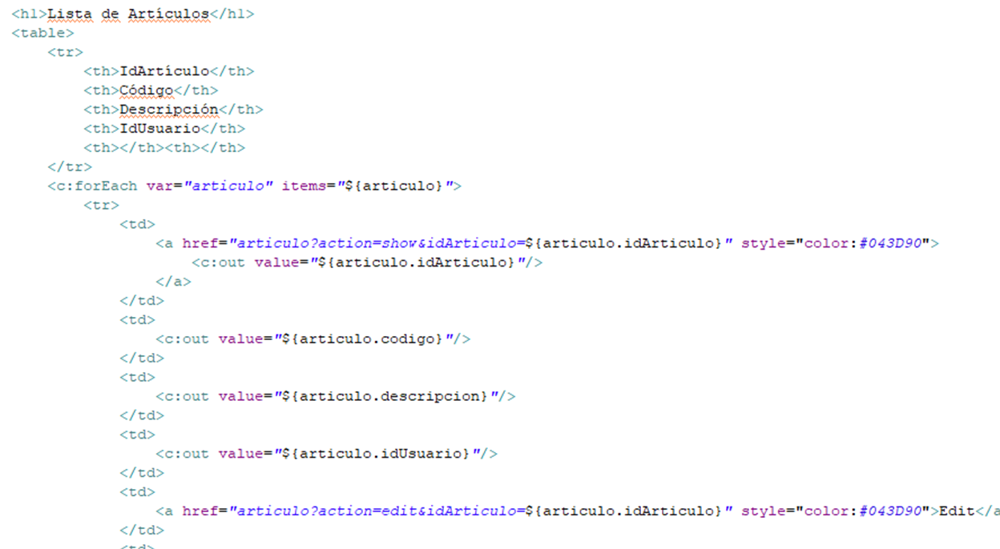 <h1>Lista de Artículos</h1>
<table>
<tr>
<th>IdArtículo</th>
<th>Código</th>
<th>Descripción</th>
<th>IdUsuario</th>
<th></th><th></th>
</tr>
<c:forEach var="articulo" items="${articulo}">
<tr>
<td>
<a href="articulo?action=show&idArticulo=${articulo.idArticulo}" style="color:#043D90">
<c:out value="${articulo.idArticulo}"/>
</a>
</td>
<td>
<c:out value="${articulo.codigo}"/>
</td>
<td>
<c:out value="${articulo.descripcion}"/>
</td>
<td>
<c:out value="${articulo.idUsuario}"/>
</td>
<td>
<a href="articulo?action=edit&idArticulo=${articulo.idArticulo}" style="color:#043D90">Edit</a
</td>
<td>